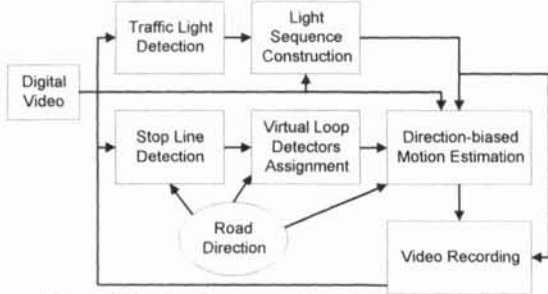 Traffic Light
Detection
Light
Sequence
Construction
Digital
Video
Stop Line
Detection
Virtual Loop
Detectors
Assignment
Direction-biased
Motion Estimation
Road
Direction
Video Recording